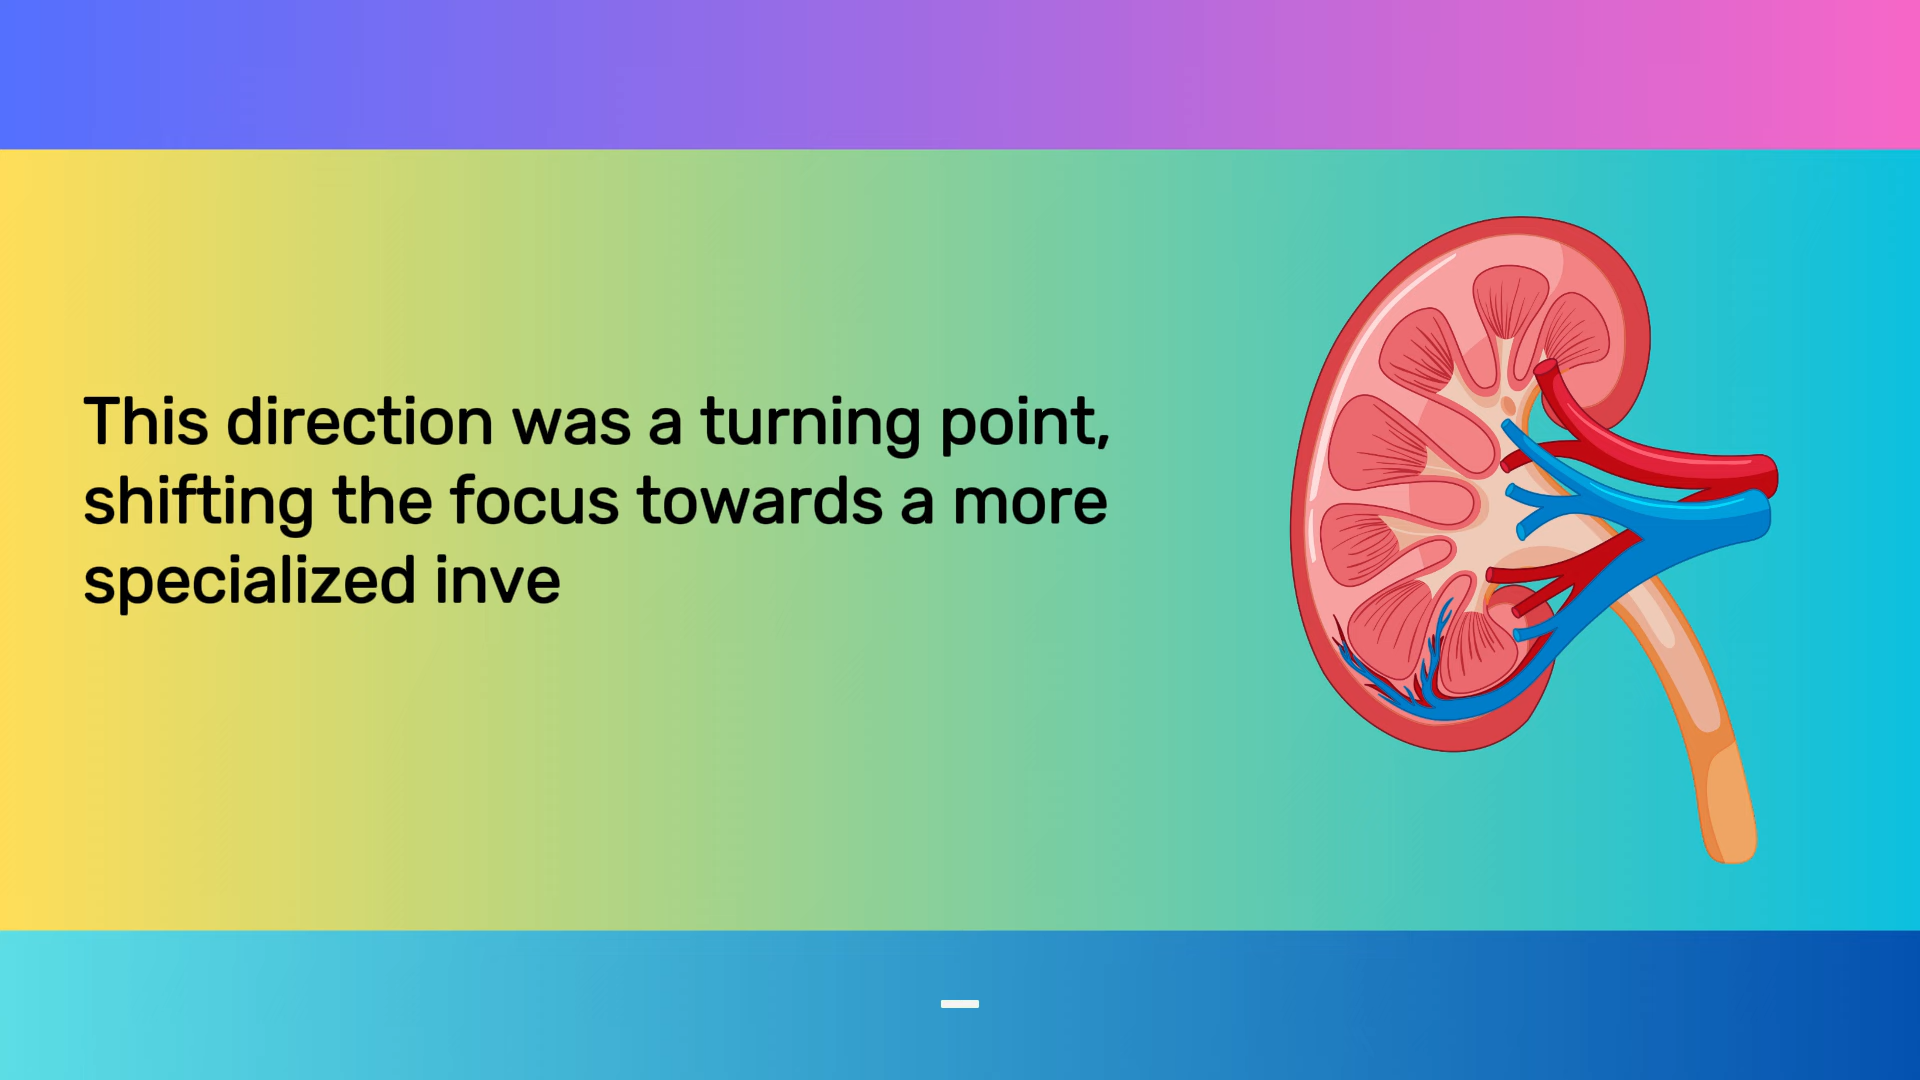 This direction was a turning point,
shifting the focus towards a more
specialized inve